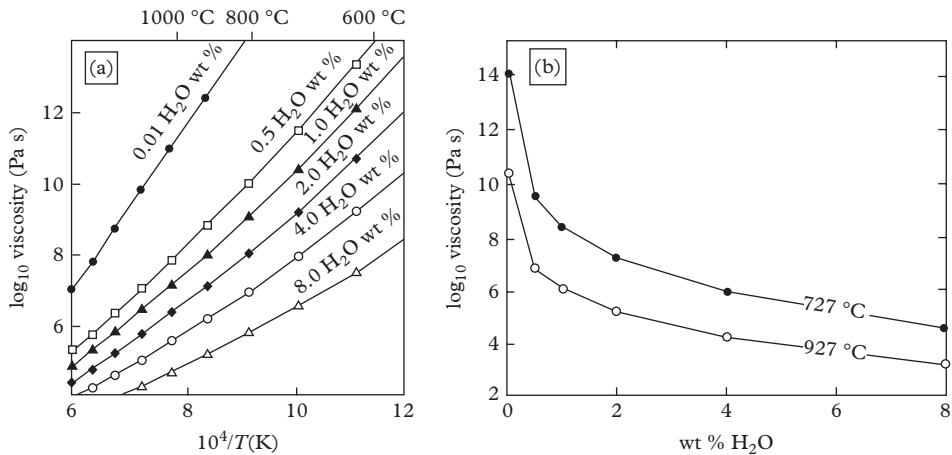 1000 °C 800 °C 600 °C
(a)
0.01 H₂O wt %
0.5 H₂O wt %
1.0 H₂O wt %
2.0 H₂O wt %
4.0 H₂O wt %
8.0 H₂O wt %
12
10
8
6
log₁₀ viscosity (Pa s)
6 8 10 12
10⁴/T(K)
(b)
14
12
10
8
6
4
2
log₁₀ viscosity (Pa s)
727 °C
927 °C
0 2 4 6 8
wt % H₂O